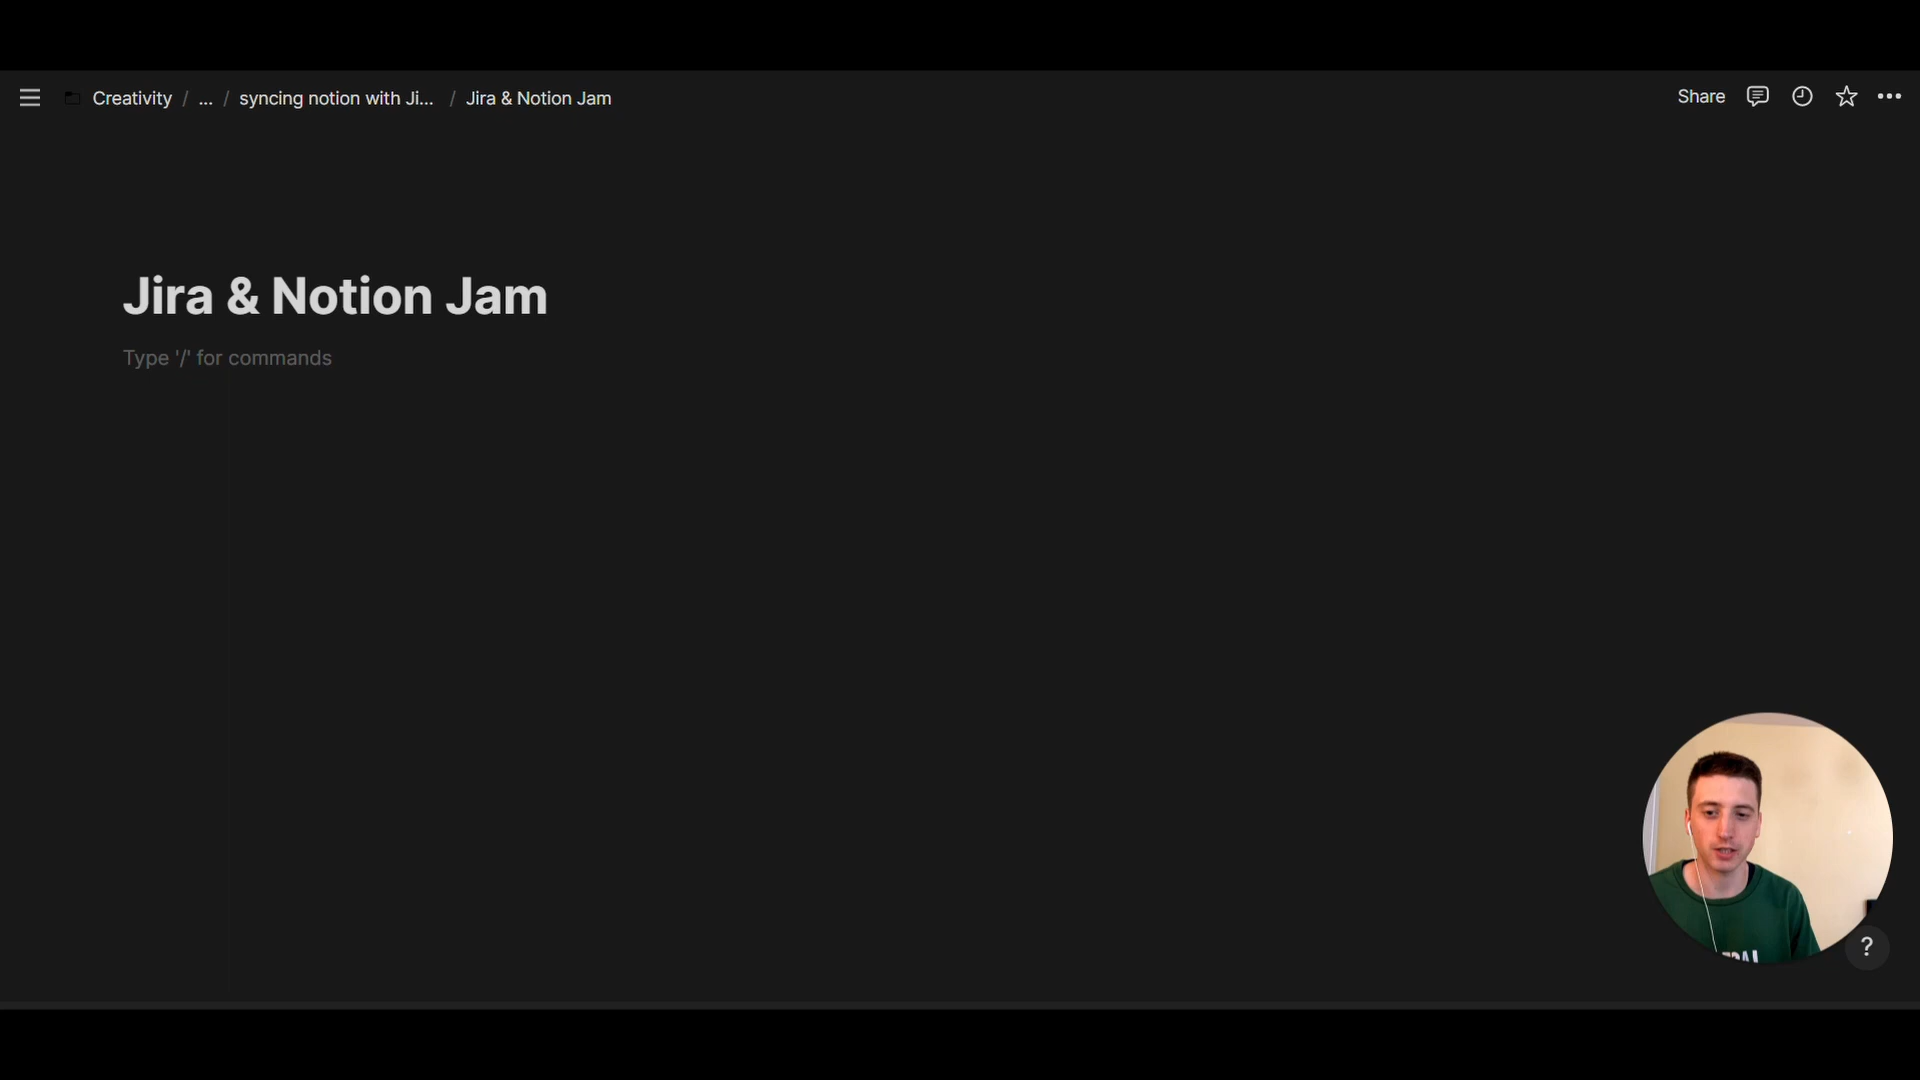 Creativity / ... / syncing notion with Ji... / Jira & Notion Jam
Share
Jira & Notion Jam
Type '/' for commands
?